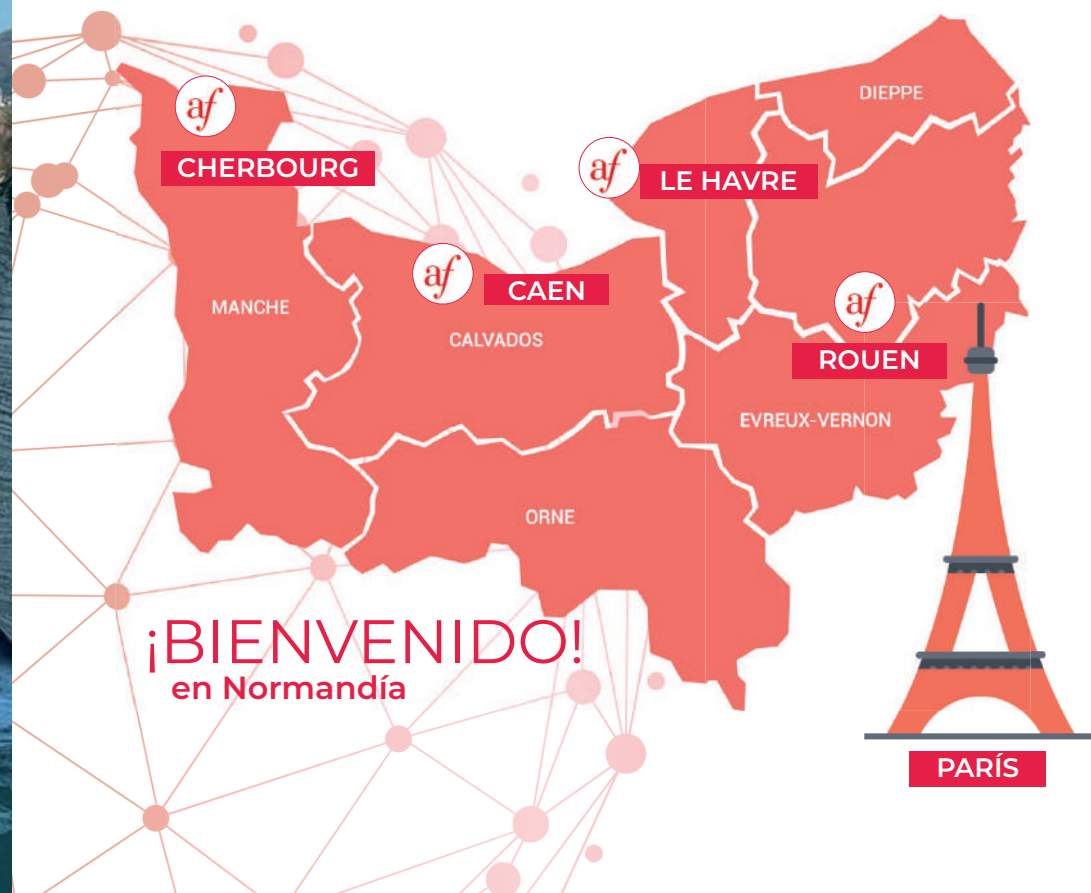 DIEPPE
af
CHERBOURG
af
LE HAVRE
af
CAEN
MANCHE
CALVADOS
af
ROUEN
EVREUX-VERNON
ORNE
¡BIENVENIDO!
en Normandía
PARÍS